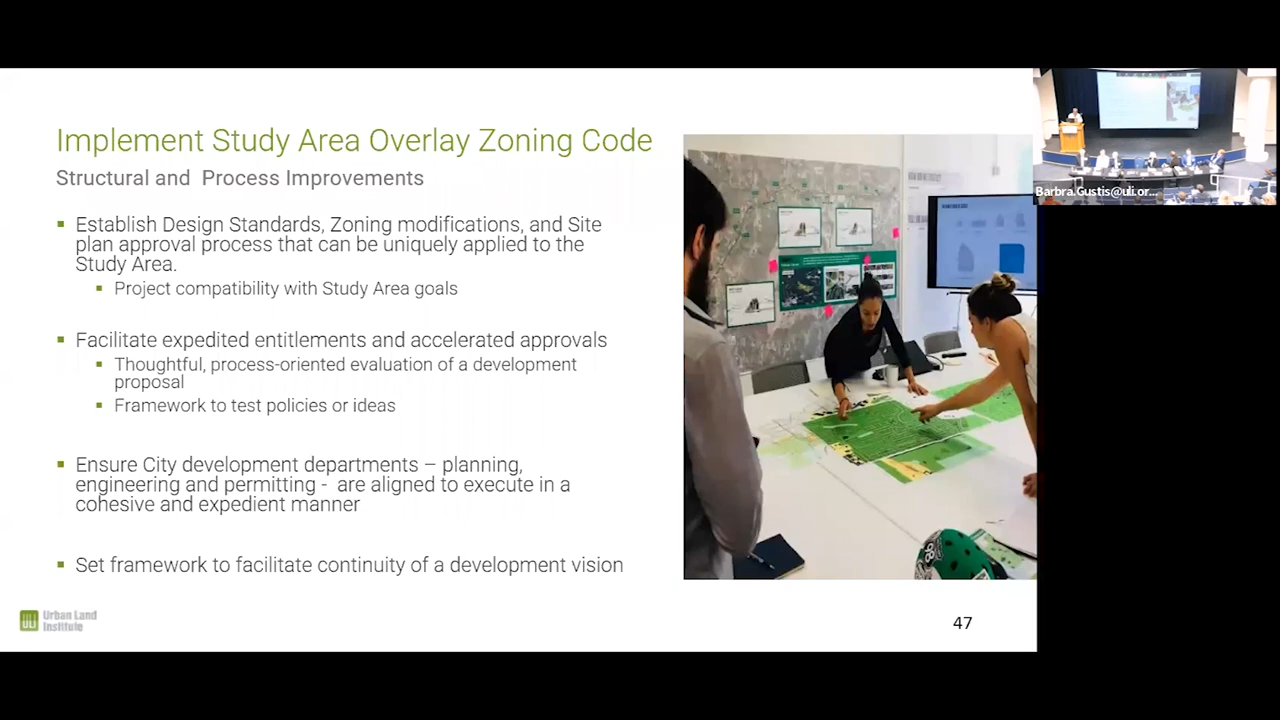 Implement Study Area Overlay Zoning Code
Structural and Process Improvements
Establish Design Standards, Zoning modifications, and Site
plan approval process that can be uniquely applied to the
Study Area.
Project compatibility with Study Area goals
Facilitate expedited entitlements and accelerated approvals
Thoughtful, process-oriented evaluation of a development
proposal
Framework to test policies or ideas
Ensure City development departments – planning,
engineering and permitting - are aligned to execute in a
cohesive and expedient manner
Set framework to facilitate continuity of a development vision
ULI Urban Land
Institute
47
Barbra.Gustis@uli.or...